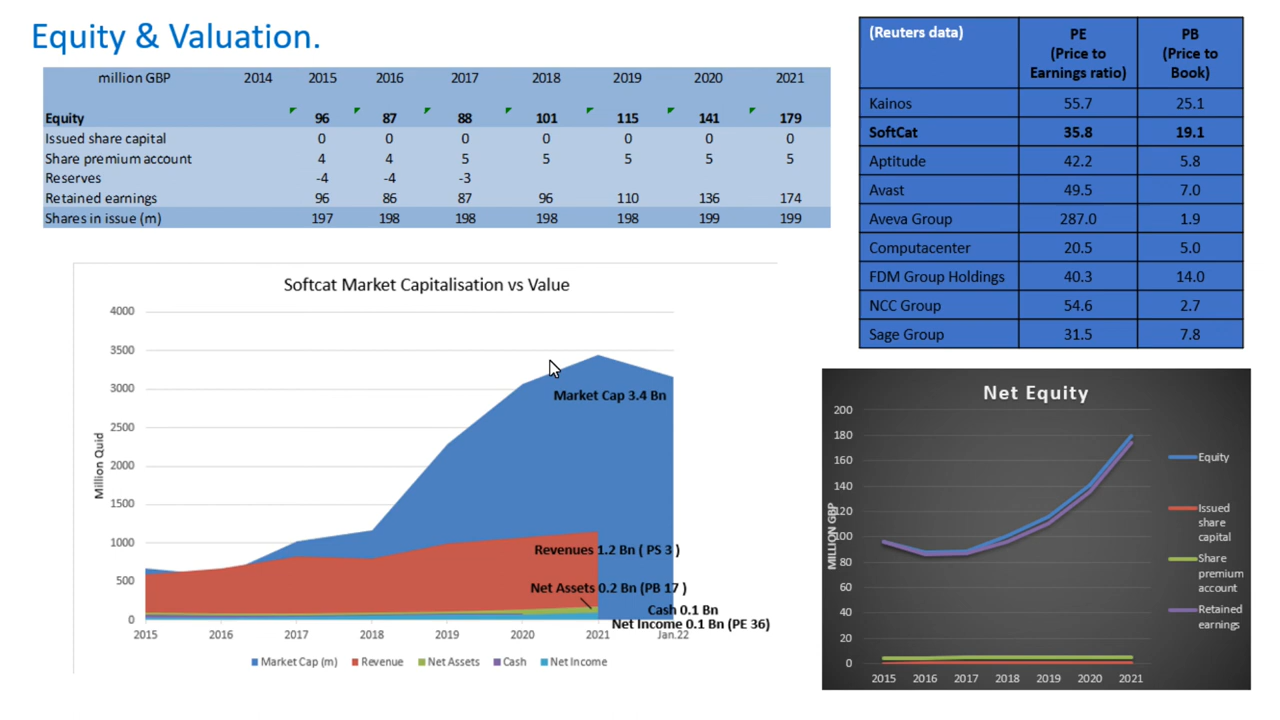 Equity & Valuation.
million GBP 2014 2015 2016 2017 2018 2019 2020 2021
Equity 96 87 88 101 115 141 179
Issued share capital 0 0 0 0 0 0 0
Share premium account 4 4 5 5 5 5 5
Reserves -4 -4 -3
Retained earnings 96 86 87 96 110 136 174
Shares in issue (m) 197 198 198 198 198 199 199
(Reuters data) PE (Price to Earnings ratio) PB (Price to Book)
Kainos 55.7 25.1
SoftCat 35.8 19.1
Aptitude 42.2 5.8
Avast 49.5 7.0
Aveva Group 287.0 1.9
Computacenter 20.5 5.0
FDM Group Holdings 40.3 14.0
NCC Group 54.6 2.7
Sage Group 31.5 7.8
Softcat Market Capitalisation vs Value
Million Quid
4000
3500
3000
2500
2000
1500
1000
500
0
Market Cap 3.4 Bn
Revenues 1.2 Bn ( PS 3 )
Net Assets 0.2 Bn (PB 17 )
Cash 0.1 Bn
Net Income 0.1 Bn (PE 36)
2015 2016 2017 2018 2019 2020 2021 Jan.22
Market Cap (m) Revenue Net Assets Cash Net Income
Net Equity
MILLION GBP
200
180
160
140
120
100
80
60
40
20
0
2015 2016 2017 2018 2019 2020 2021
Equity
Issued
share
capital
Share
premium
account
Retained
earnings